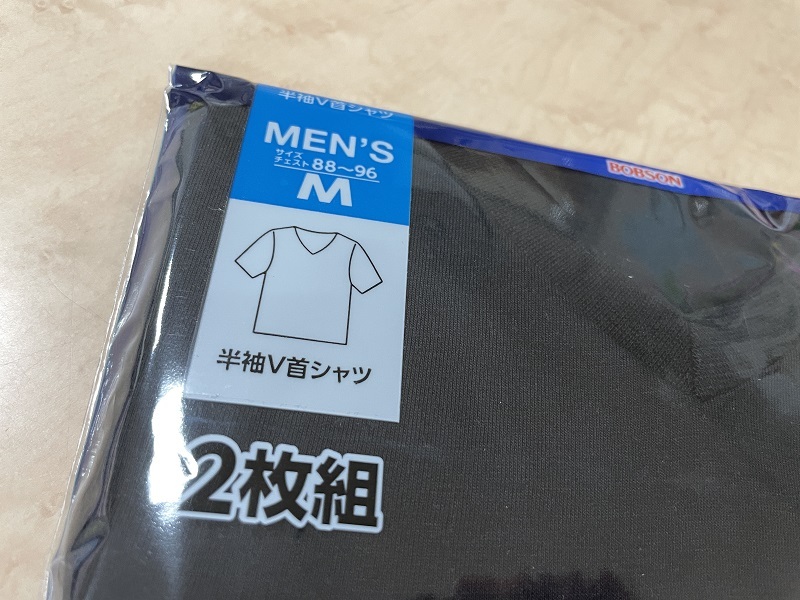 半袖V首シャツ
MEN'S
サイズ
チェスト 88～96
M
BOBSON
半袖V首シャツ
2枚組